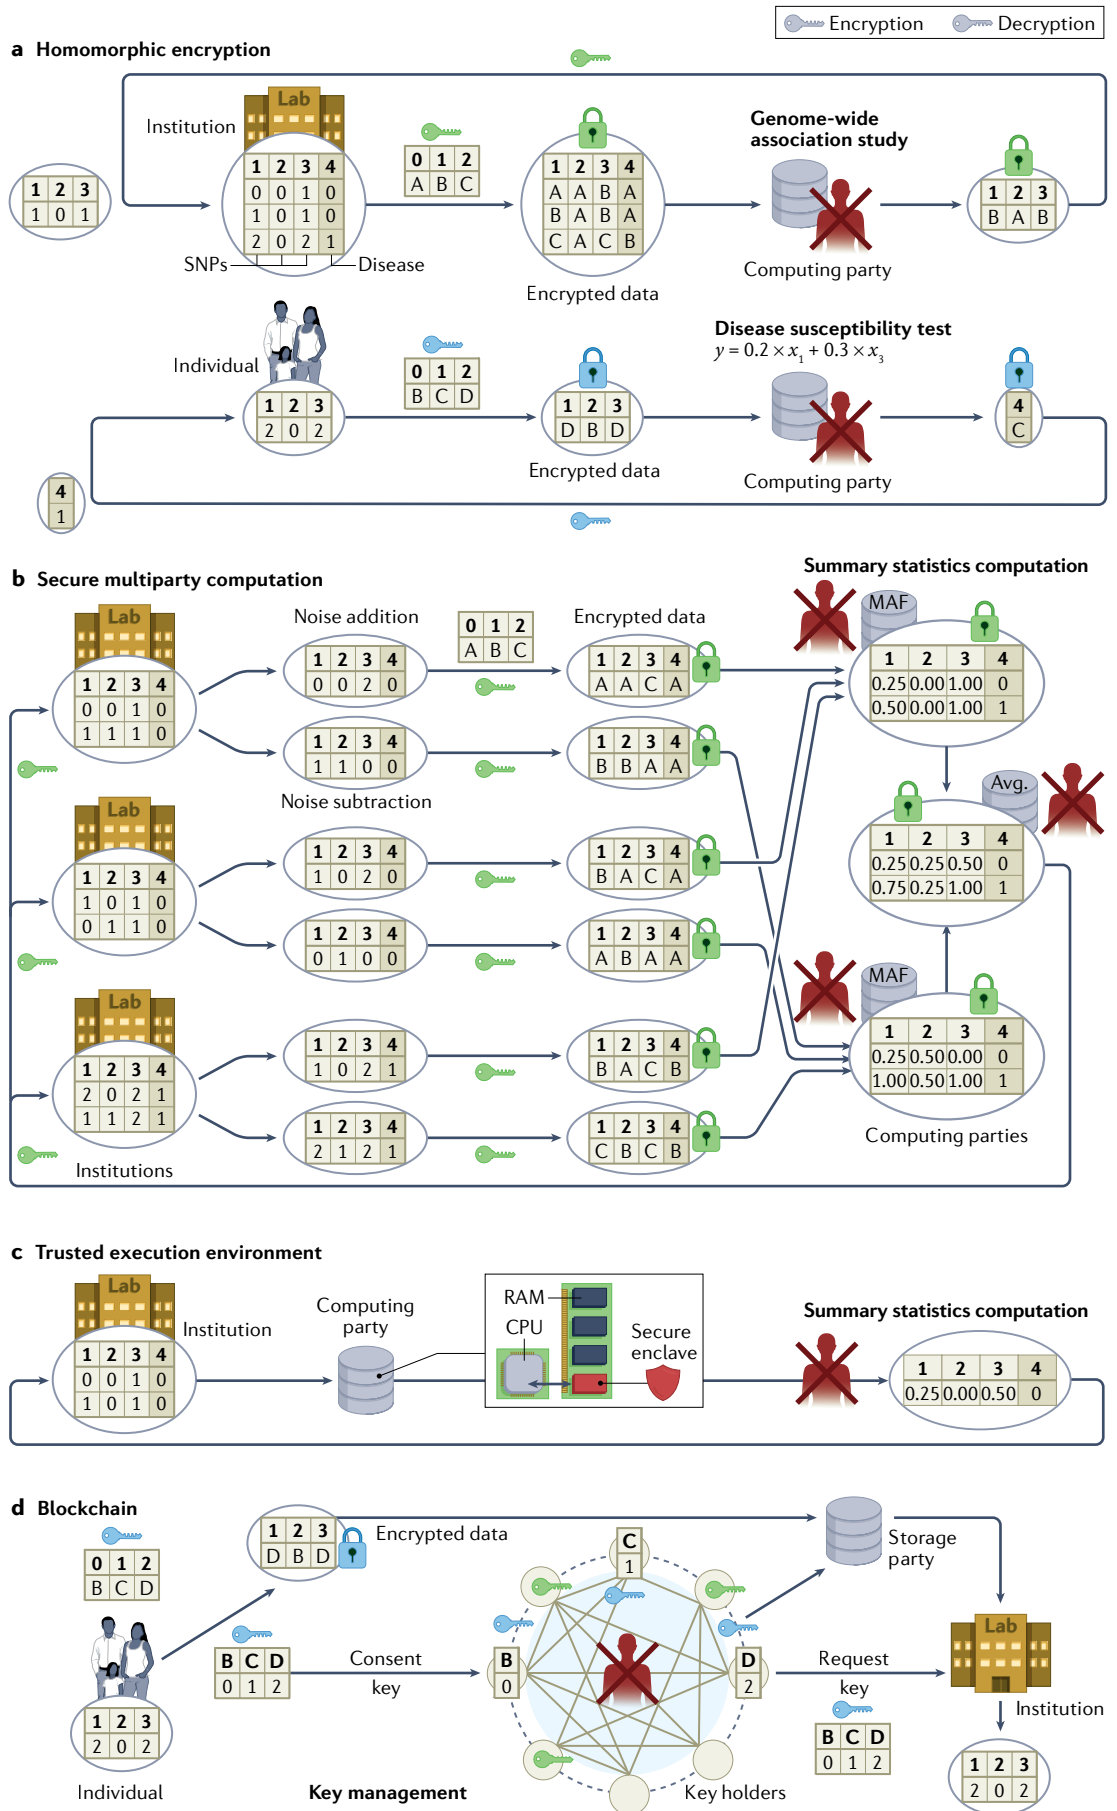 Encryption Decryption
a Homomorphic encryption
Lab
Institution
1 2 3
1 0 1
1 2 3 4
0 0 1 0
1 0 1 0
2 0 2 1
SNPs Disease
0 1 2
A B C
1 2 3 4
A A B A
B A B A
C A C B
Encrypted data
Genome-wide
association study
Computing party
1 2 3
B A B
Individual
1 2 3
2 0 2
0 1 2
B C D
1 2 3
D B D
Encrypted data
Disease susceptibility test
y = 0.2 × x₁ + 0.3 × x₃
Computing party
4
C
4
1
b Secure multiparty computation
Lab
1 2 3 4
0 0 1 0
1 1 1 0
Noise addition
1 2 3 4
0 0 2 0
0 1 2
A B C
Encrypted data
1 2 3 4
A A C A
1 2 3 4
1 1 0 0
Noise subtraction
1 2 3 4
B B A A
Lab
1 2 3 4
1 0 1 0
0 1 1 0
1 2 3 4
1 0 2 0
1 2 3 4
B A C A
1 2 3 4
0 1 0 0
1 2 3 4
A B A A
Lab
1 2 3 4
2 0 2 1
1 1 2 1
Institutions
1 2 3 4
1 0 2 1
1 2 3 4
B A C B
1 2 3 4
2 1 2 1
1 2 3 4
C B C B
Summary statistics computation
MAF
1 2 3 4
0.25 0.00 1.00 0
0.50 0.00 1.00 1
Avg.
1 2 3 4
0.25 0.25 0.50 0
0.75 0.25 1.00 1
MAF
1 2 3 4
0.25 0.50 0.00 0
1.00 0.50 1.00 1
Computing parties
c Trusted execution environment
Lab
Institution
1 2 3 4
0 0 1 0
1 0 1 0
Computing
party
RAM
CPU
Secure
enclave
Summary statistics computation
1 2 3 4
0.25 0.00 0.50 0
d Blockchain
0 1 2
B C D
1 2 3
2 0 2
Individual
1 2 3
D B D
Encrypted data
B C D
0 1 2
Consent
key
Key management
C
1
B
0
D
2
Key holders
Storage
party
Request
key
B C D
0 1 2
Lab
Institution
1 2 3
2 0 2